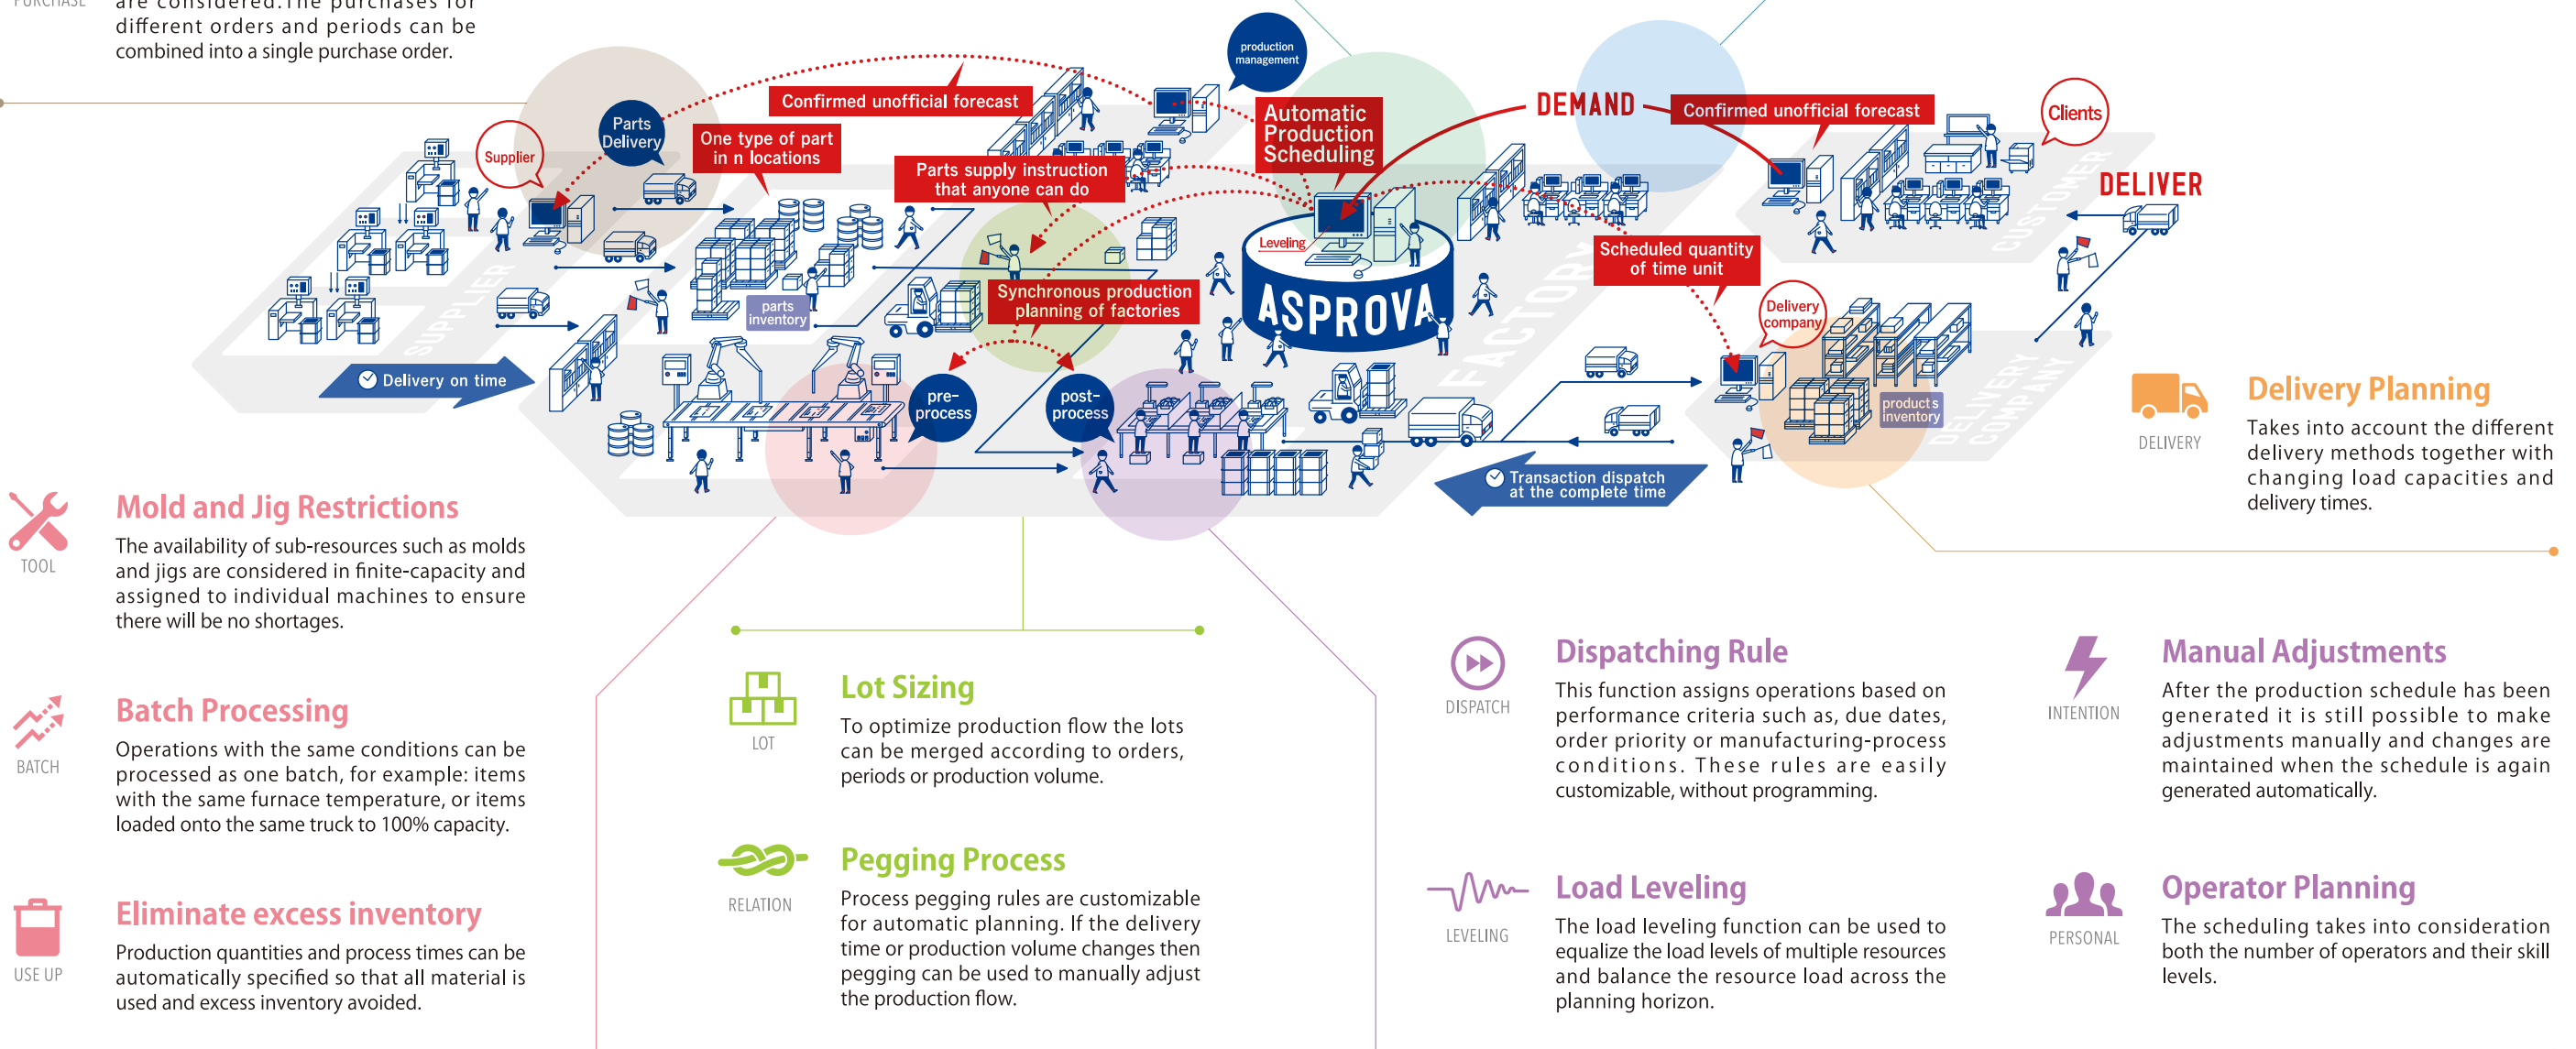 PURCHASE
are considered.The purchases for
different orders and periods can be
combined into a single purchase order.
production
management
Parts
Delivery
Supplier
Confirmed unofficial forecast
One type of part
in n locations
Parts supply instruction
that anyone can do
Automatic
Production
Scheduling
DEMAND
Confirmed unofficial forecast
Clients
DELIVER
CUSTOMER
Leveling
ASPROVA
FACTORY
Scheduled quantity
of time unit
Synchronous production
planning of factories
parts
inventory
SUPPLIER
Delivery on time
pre-
process
post-
process
Delivery
company
products
inventory
DELIVERY
COMPANY
Transaction dispatch
at the complete time
DELIVERY
Delivery Planning
Takes into account the different
delivery methods together with
changing load capacities and
delivery times.
TOOL
Mold and Jig Restrictions
The availability of sub-resources such as molds
and jigs are considered in finite-capacity and
assigned to individual machines to ensure
there will be no shortages.
BATCH
Batch Processing
Operations with the same conditions can be
processed as one batch, for example: items
with the same furnace temperature, or items
loaded onto the same truck to 100% capacity.
USE UP
Eliminate excess inventory
Production quantities and process times can be
automatically specified so that all material is
used and excess inventory avoided.
LOT
Lot Sizing
To optimize production flow the lots
can be merged according to orders,
periods or production volume.
RELATION
Pegging Process
Process pegging rules are customizable
for automatic planning. If the delivery
time or production volume changes then
pegging can be used to manually adjust
the production flow.
DISPATCH
Dispatching Rule
This function assigns operations based on
performance criteria such as, due dates,
order priority or manufacturing-process
conditions. These rules are easily
customizable, without programming.
LEVELING
Load Leveling
The load leveling function can be used to
equalize the load levels of multiple resources
and balance the resource load across the
planning horizon.
INTENTION
Manual Adjustments
After the production schedule has been
generated it is still possible to make
adjustments manually and changes are
maintained when the schedule is again
generated automatically.
PERSONAL
Operator Planning
The scheduling takes into consideration
both the number of operators and their skill
levels.